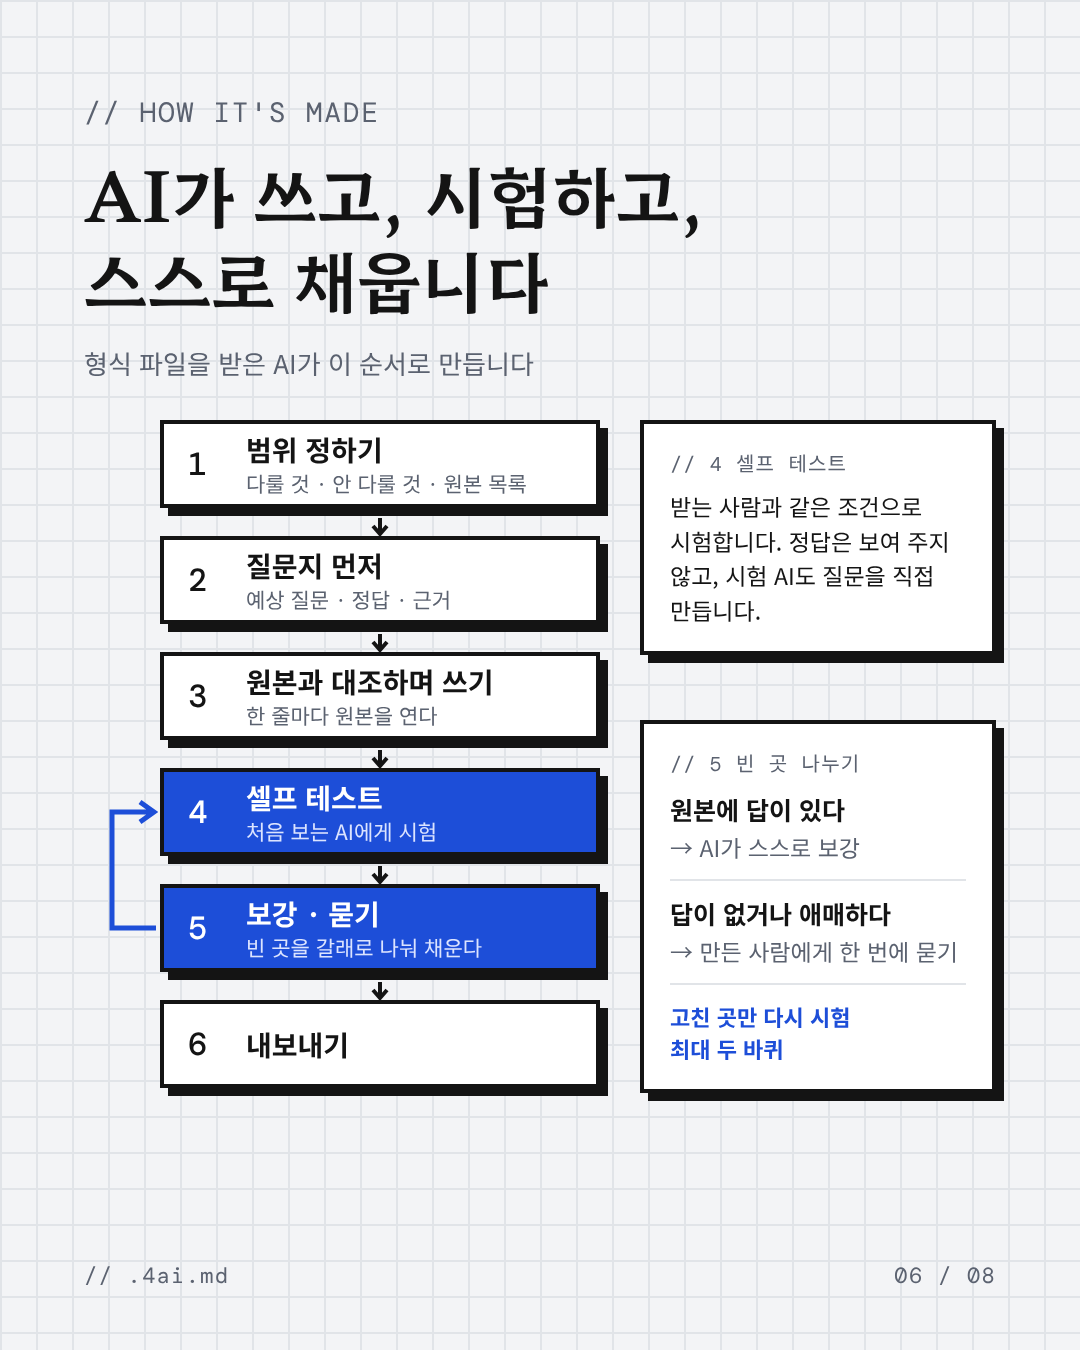 // HOW IT'S MADE
AI가 쓰고, 시험하고,
스스로 채웁니다
형식 파일을 받은 AI가 이 순서로 만듭니다
1
범위 정하기
다룰 것 · 안 다룰 것 · 원본 목록
2
질문지 먼저
예상 질문 · 정답 · 근거
3
원본과 대조하며 쓰기
한 줄마다 원본을 연다
4
셀프 테스트
처음 보는 AI에게 시험
5
보강 · 묻기
빈 곳을 갈래로 나눠 채운다
6
내보내기
// 4 셀프 테스트
받는 사람과 같은 조건으로
시험합니다. 정답은 보여 주지
않고, 시험 AI도 질문을 직접
만듭니다.
// 5 빈 곳 나누기
원본에 답이 있다
→ AI가 스스로 보강
답이 없거나 애매하다
→ 만든 사람에게 한 번에 묻기
고친 곳만 다시 시험
최대 두 바퀴
// .4ai.md
06 / 08